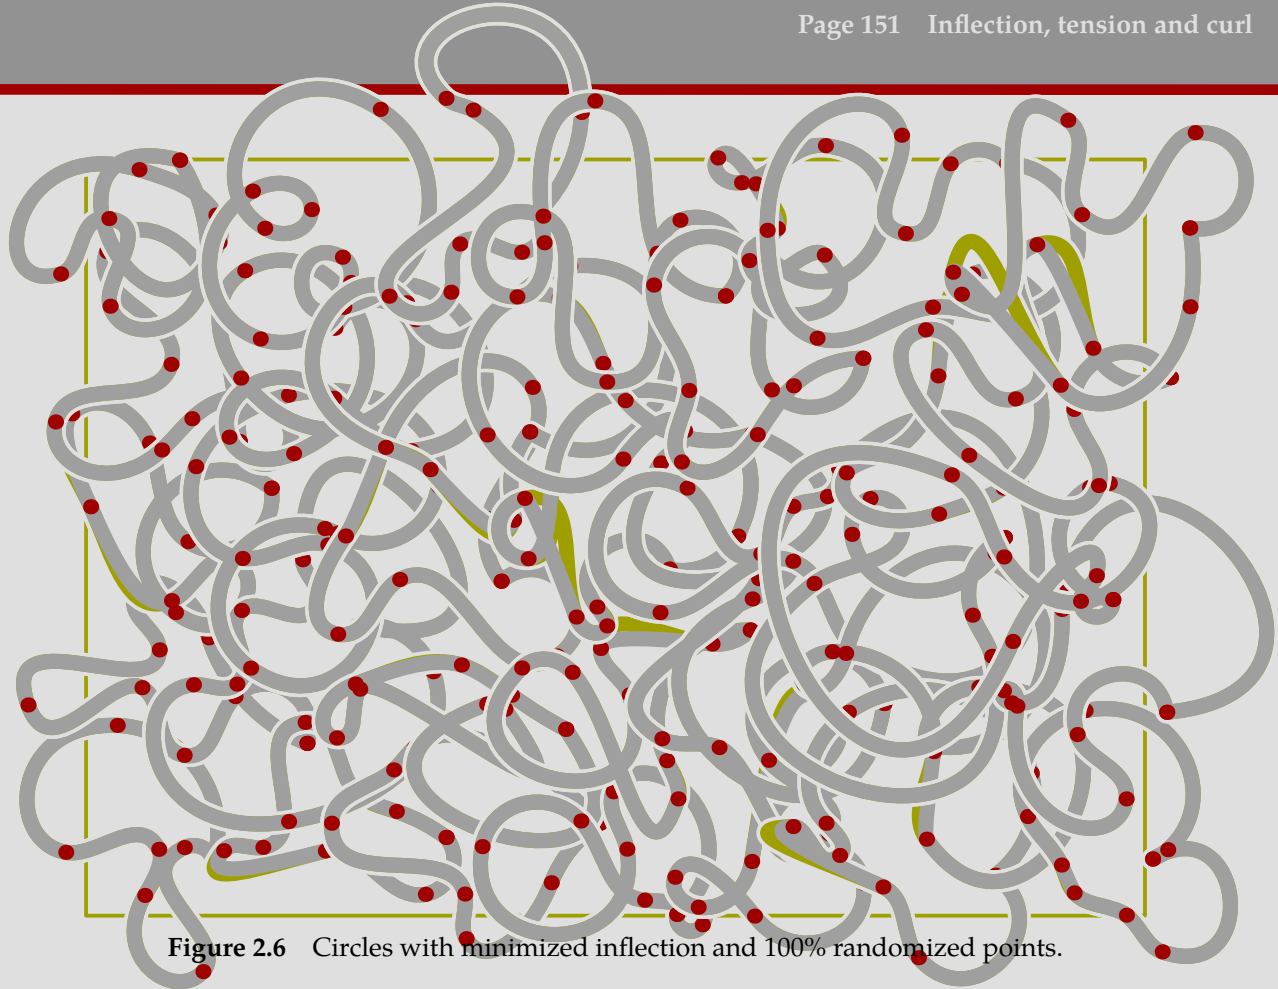 Page 151 Inflection, tension and curl
Figure 2.6 Circles with minimized inflection and 100% randomized points.